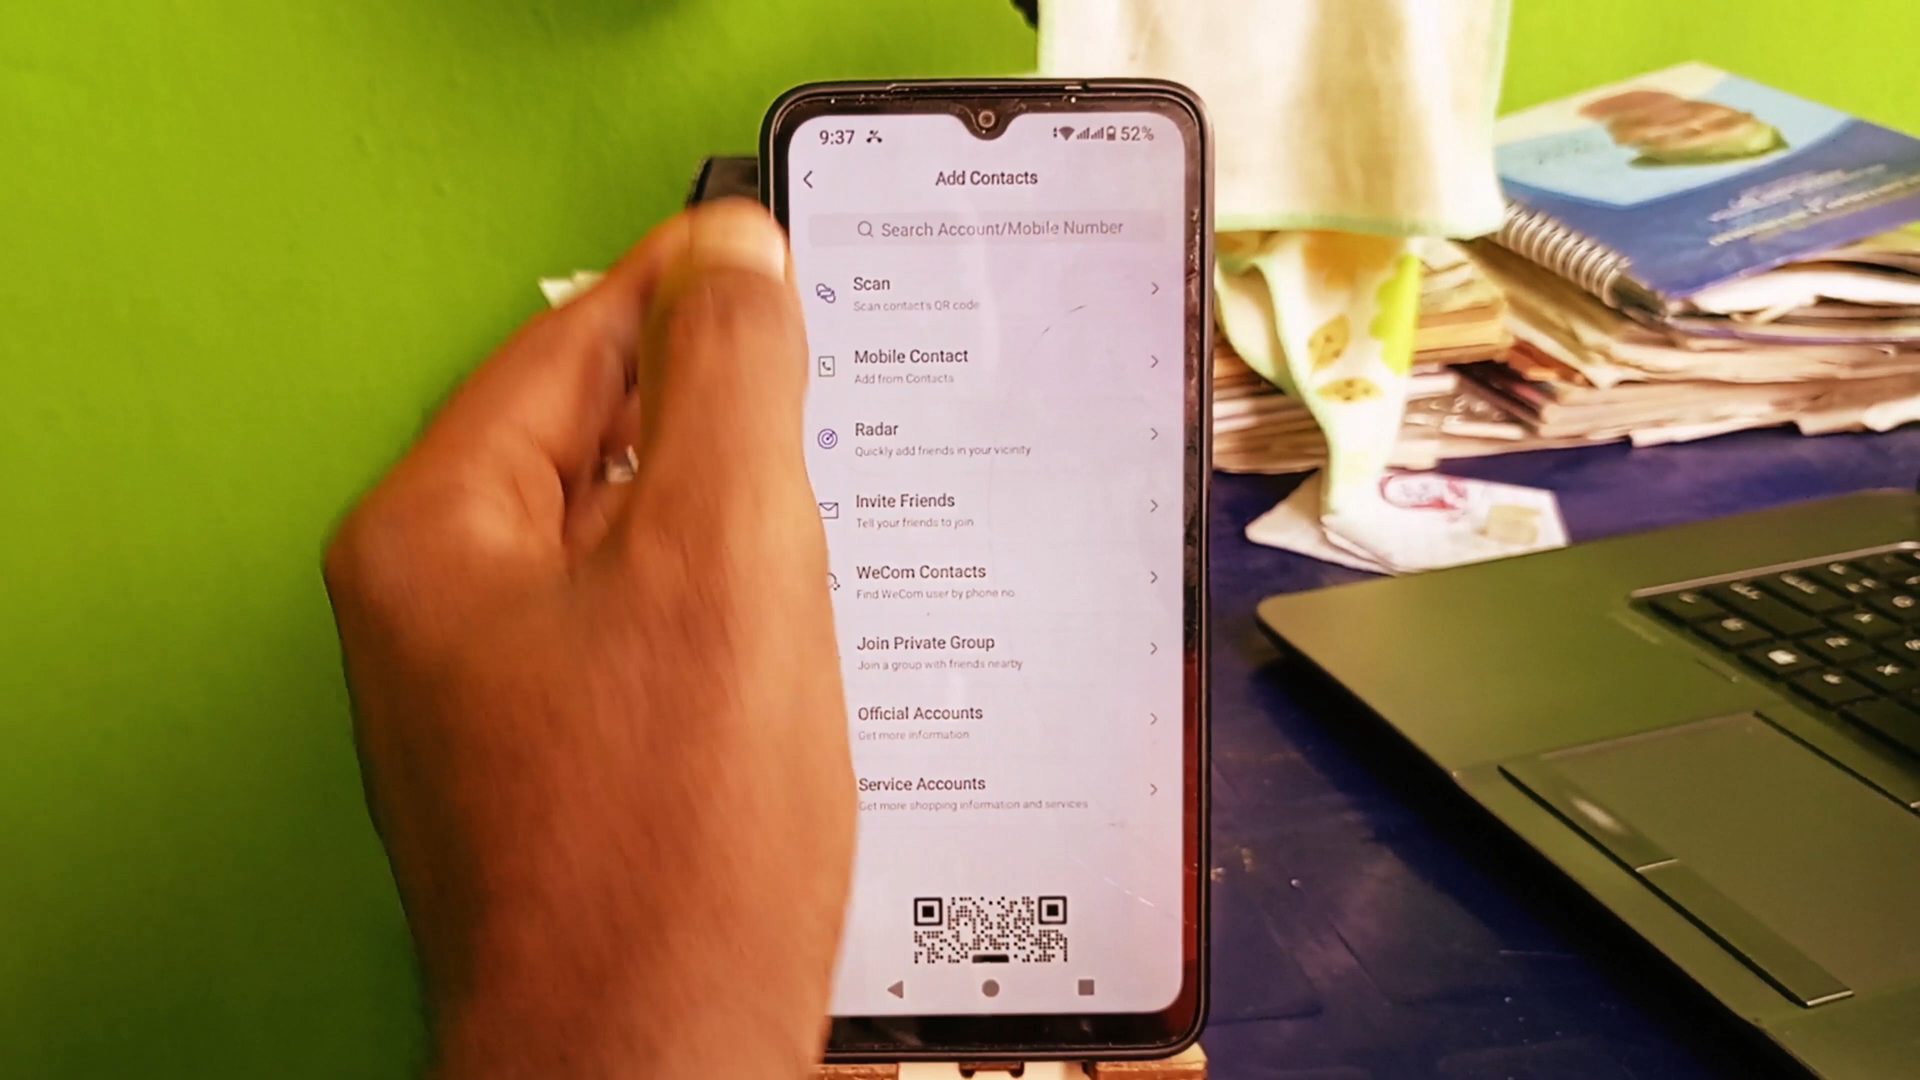 9:37 52%
Add Contacts
Search Account/Mobile Number
Scan
Scan contact's QR code
Mobile Contact
Add from Contacts
Radar
Quickly add friends in your vicinity
Invite Friends
Tell your friends to join
WeCom Contacts
Find WeCom user by phone no.
Join Private Group
Join a group with friends nearby
Official Accounts
Get more information
Service Accounts
Get more shopping information and services